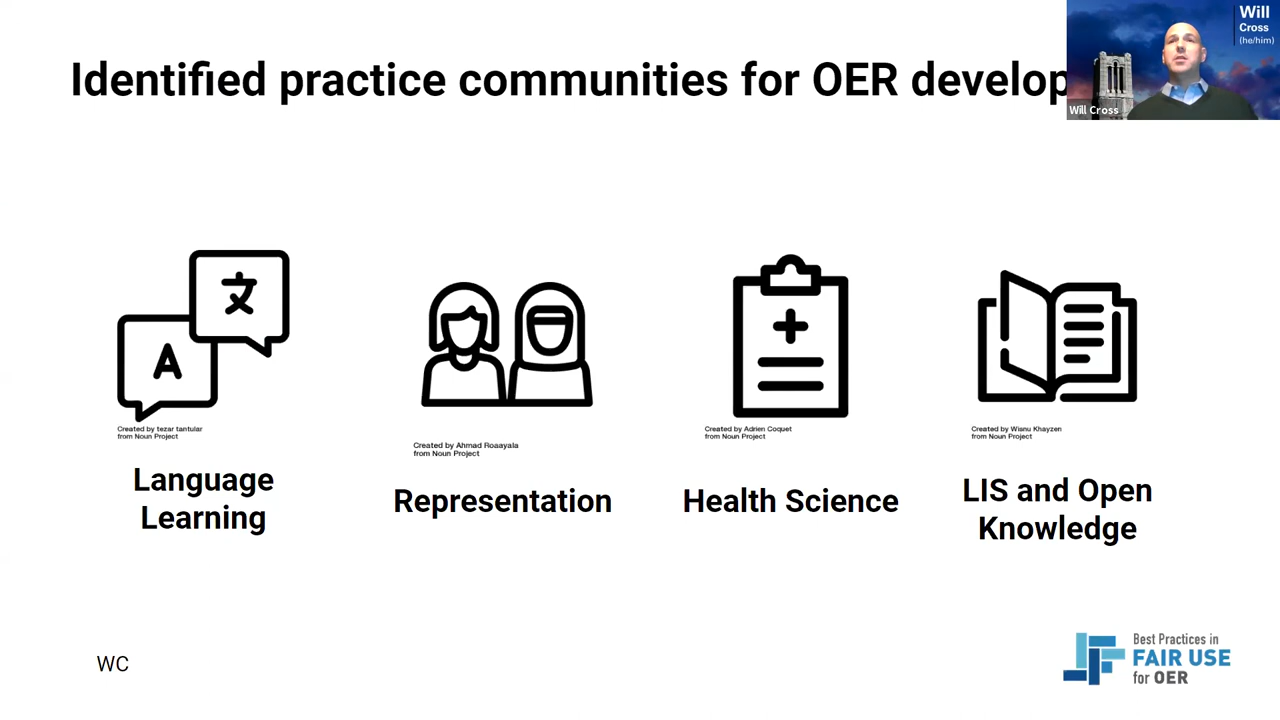 Identified practice communities for OER develop
Will
Cross
(he/him)
Will Cross
文
A
Created by tezar tantular
from Noun Project
Language
Learning
Created by Ahmad Roaayala
from Noun Project
Representation
Created by Adrien Coquet
from Noun Project
Health Science
Created by Wisnu Khayzen
from Noun Project
LIS and Open
Knowledge
WC
Best Practices in
FAIR USE
for OER